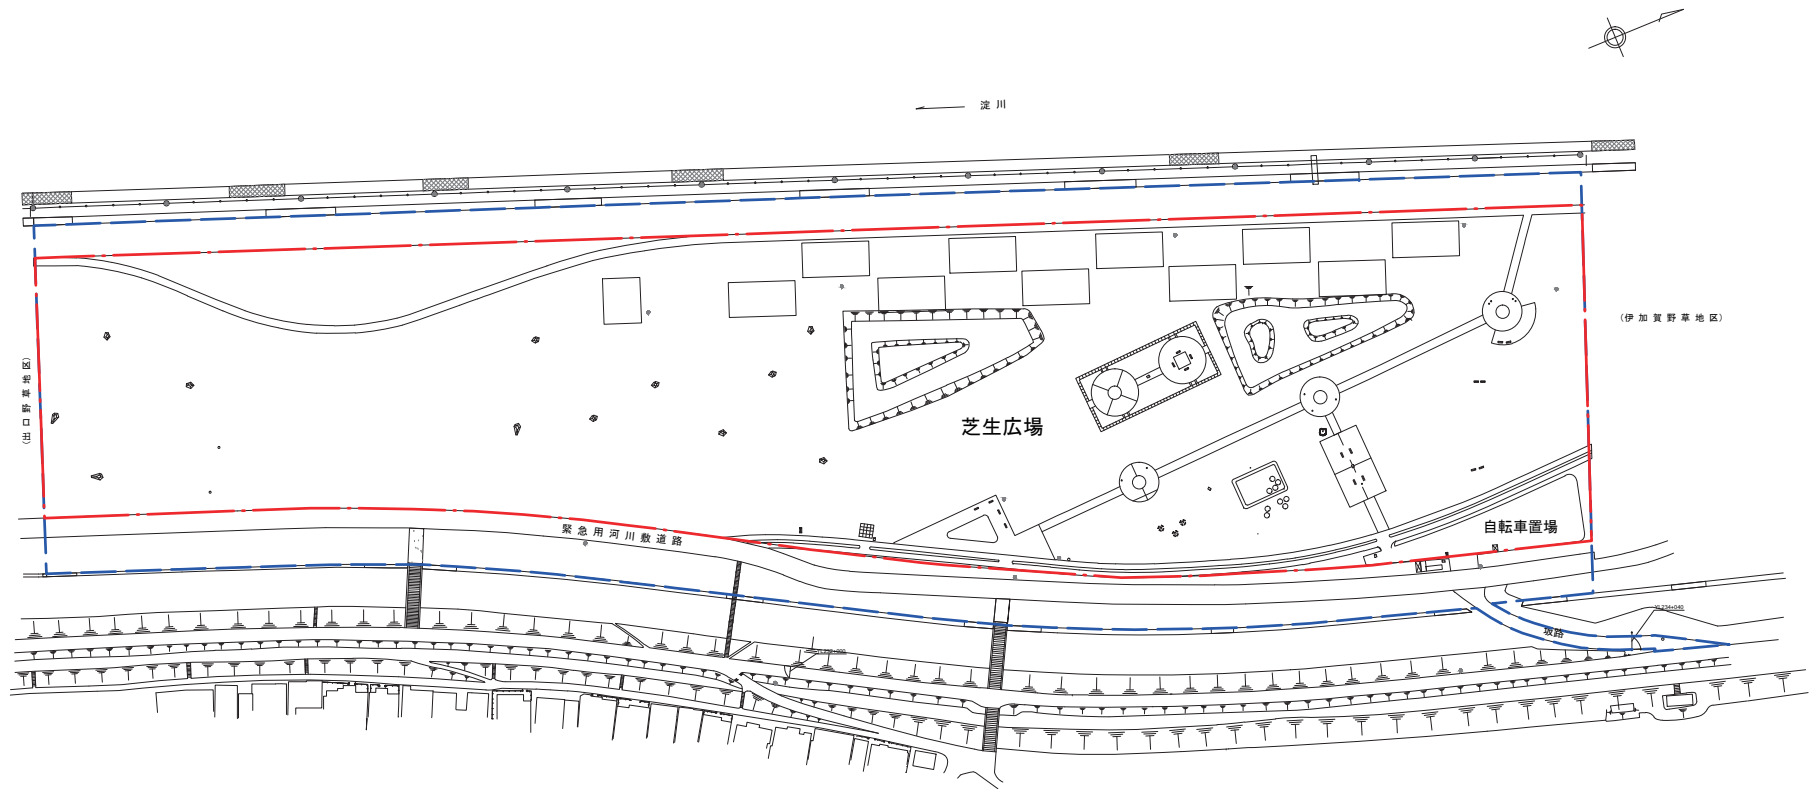 淀川
(伊加賀野草地区)
(出口野草地区)
芝生広場
緊急用河川敷道路
自転車置場
坂路